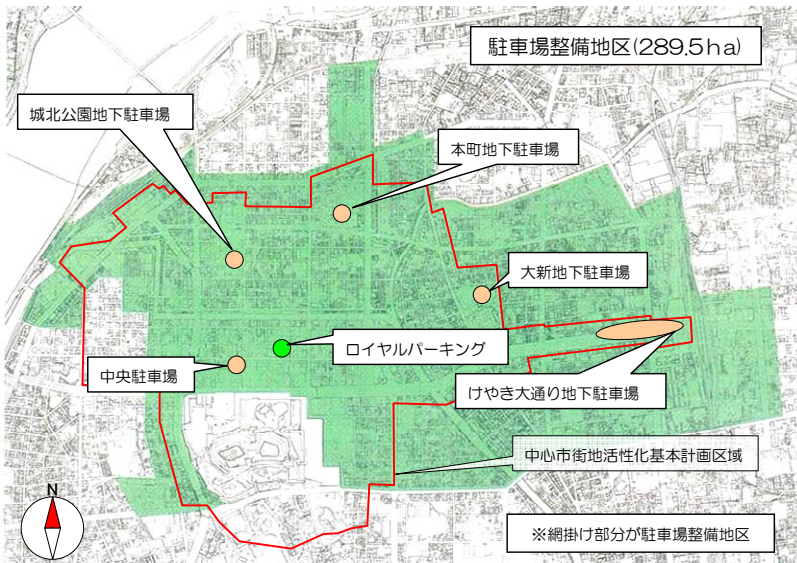 駐車場整備地区(289.5ha)
城北公園地下駐車場
本町地下駐車場
大新地下駐車場
ロイヤルパーキング
中央駐車場
けやき大通り地下駐車場
中心市街地活性化基本計画区域
N
※網掛け部分が駐車場整備地区